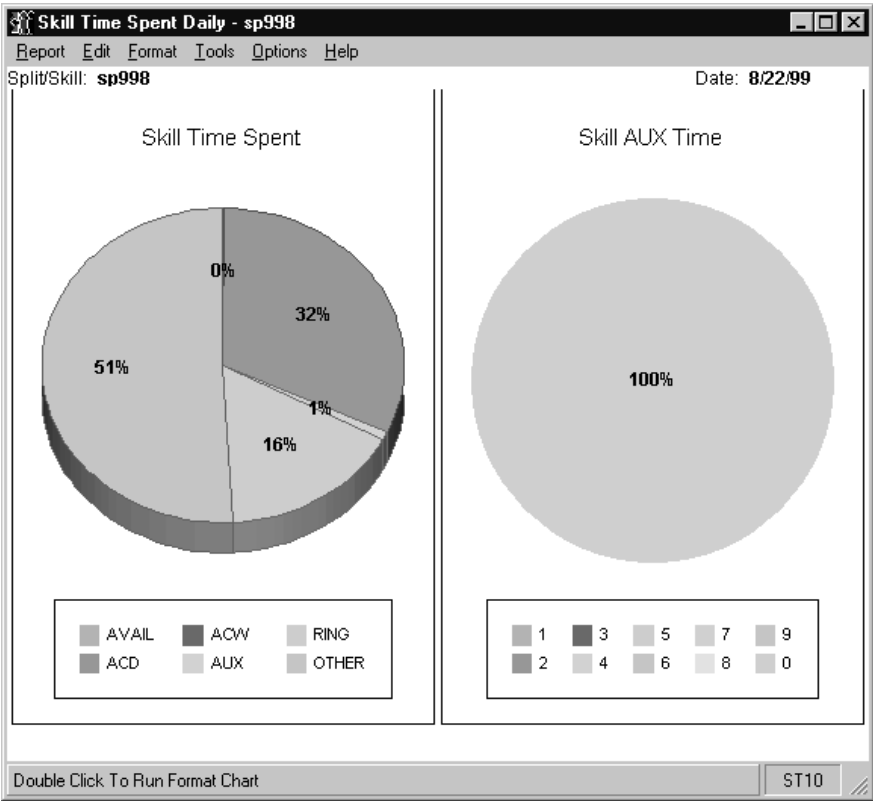 Skill Time Spent Daily - sp998
Report Edit Format Tools Options Help
Split/Skill: sp998
Date: 8/22/99
Skill Time Spent
0%
32%
51%
1%
16%
AVAIL ACW RING
ACD AUX OTHER
Skill AUX Time
100%
1 3 5 7 9
2 4 6 8 0
Double Click To Run Format Chart
ST10